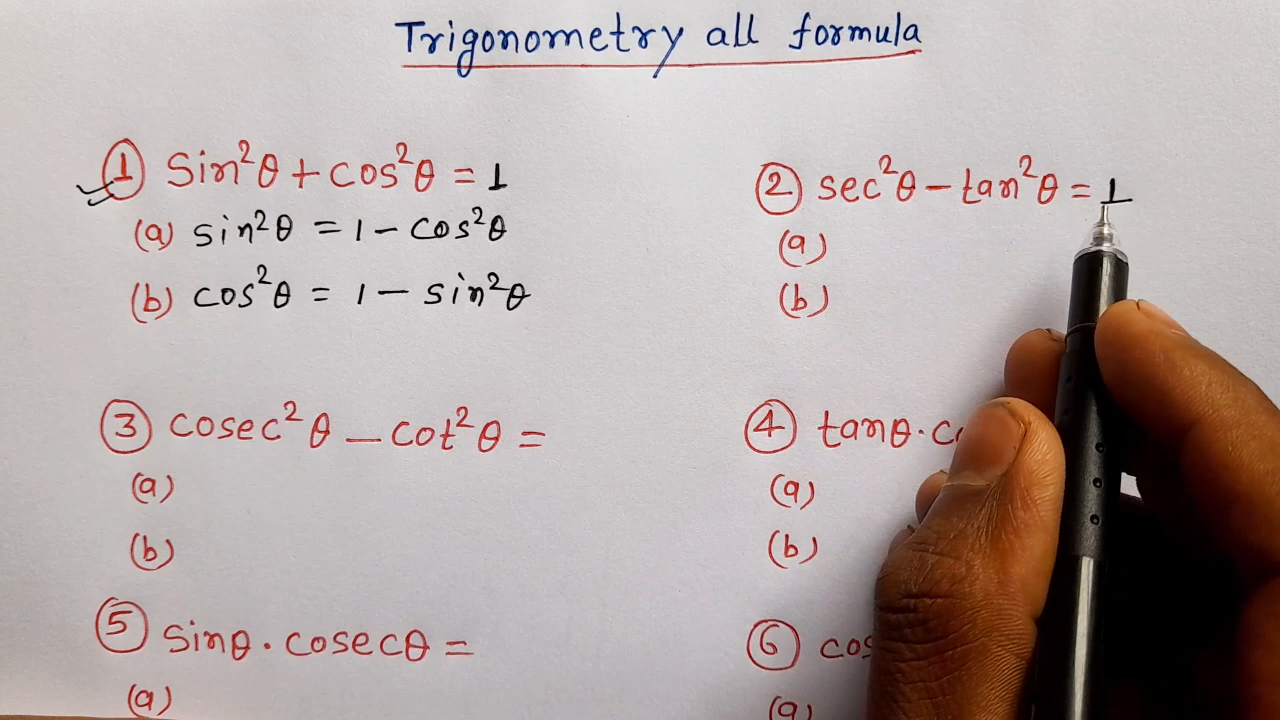 Trigonometry all formula
① Sin²θ + cos²θ = 1
(a) sin²θ = 1 - cos²θ
(b) cos²θ = 1 - sin²θ
② sec²θ - tan²θ = 1
(a)
(b)
③ cosec²θ - cot²θ =
(a)
(b)
④ tanθ ·
(a)
(b)
⑤ sinθ · cosecθ =
(a)
⑥
(a)